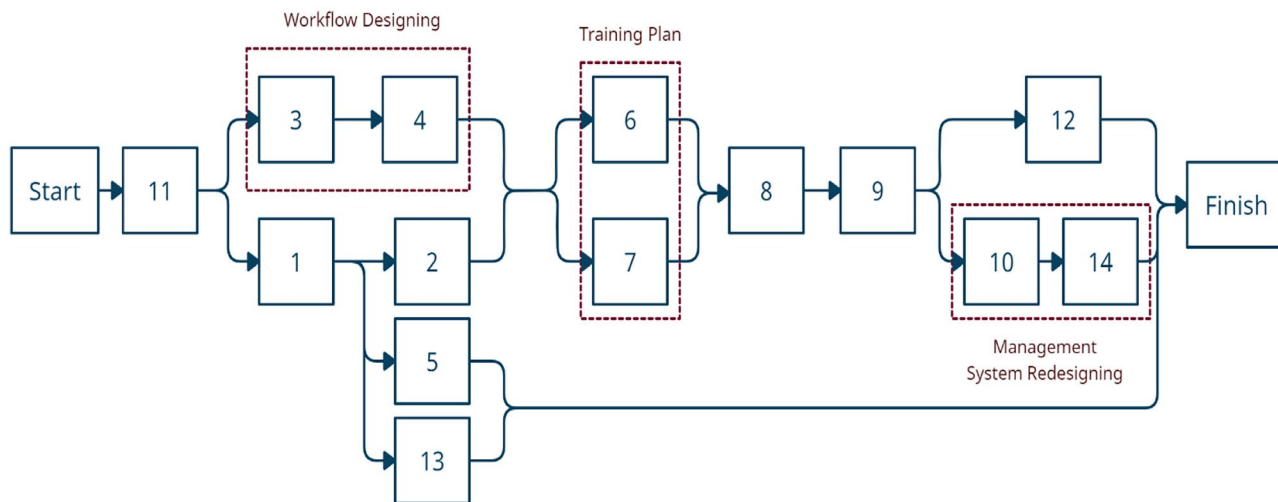 Workflow Designing
Training Plan
3
4
6
12
Start
11
8
9
Finish
1
2
7
10
14
5
Management
System Redesigning
13